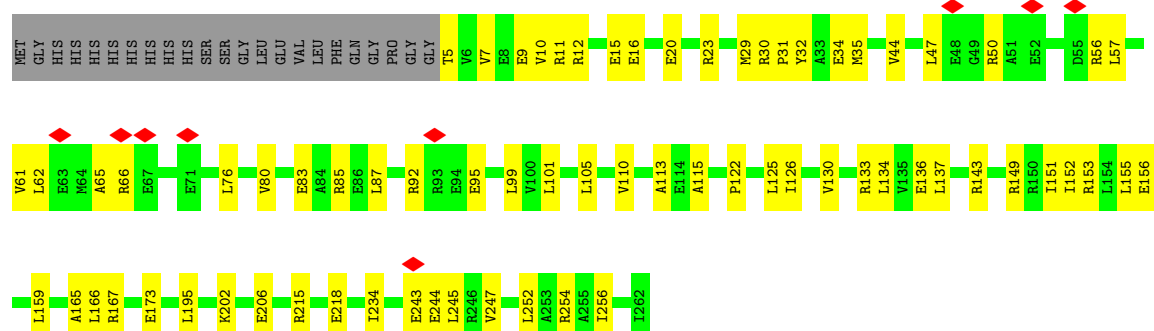 MET GLY HIS HIS HIS HIS HIS HIS HIS HIS HIS HIS SER SER GLY LEU GLU VAL LEU PHE GLN GLY PRO GLY GLY T5 V6 V7 E8 E9 V10 R11 R12 E15 E16 E20 R23 M29 R30 P31 Y32 A33 E34 M35 V44 L47 E48 G49 R50 A51 E52 D55 R56 L57
V61 L62 E63 M64 A65 R66 E67 E71 L76 V80 E83 A84 R85 E86 L87 R92 R93 E94 E95 L99 V100 L101 L105 V110 A113 E114 A115 P122 L125 I126 V130 R133 L134 V135 E136 L137 R143 R149 R150 I151 I152 R153 L154 L155 E156
L159 A165 L166 R167 E173 L195 K202 E206 R215 E218 I234 E243 E244 L245 R246 V247 L252 A253 R254 A255 I256 I262